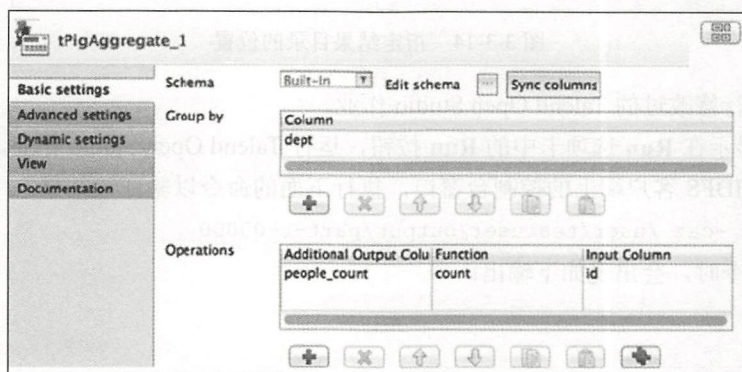 tPigAggregate_1
Basic settings
Advanced settings
Dynamic settings
View
Documentation
Schema
Built-In
Edit schema
Sync columns
Group by
Column
dept
Operations
Additional Output Colu
Function
Input Column
people_count
count
id